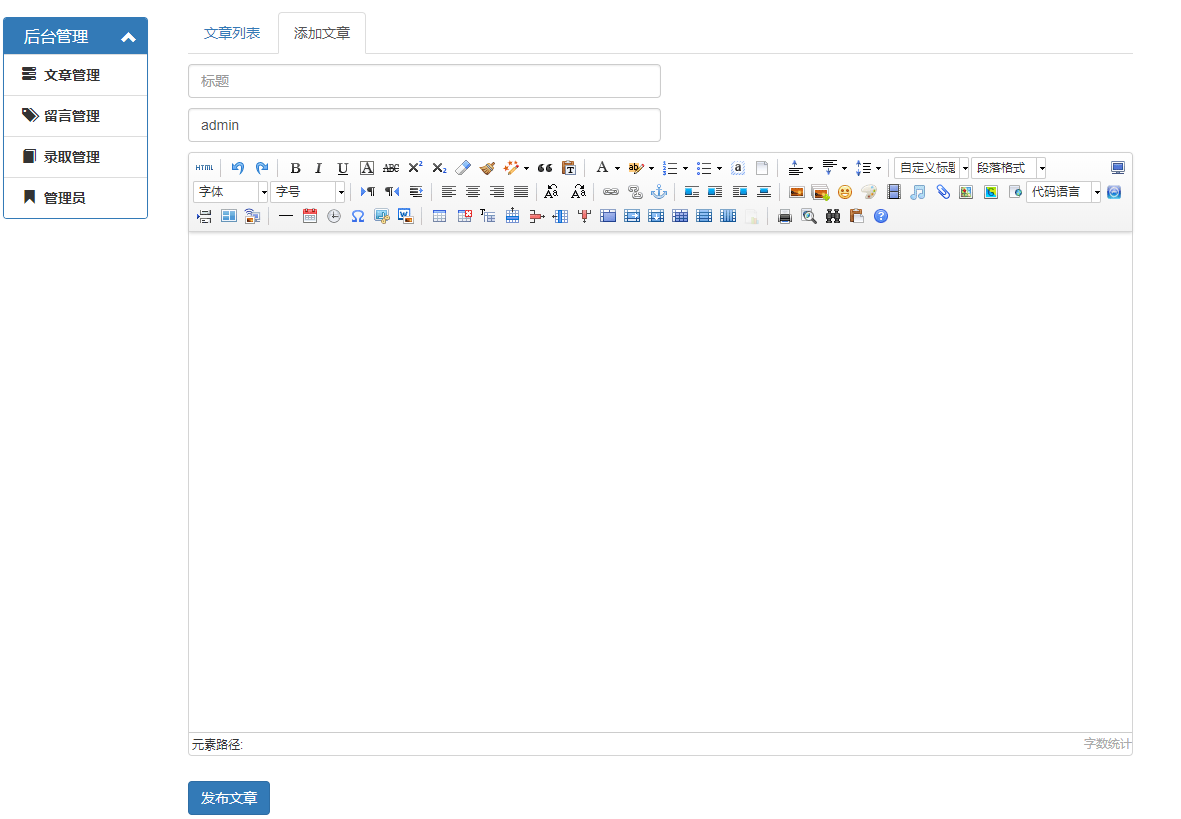 后台管理
文章管理
留言管理
录取管理
管理员
文章列表 添加文章
标题
admin
HTML B I U A ABC X² X₂ A ab a 自定义标题 段落格式
字体 字号 代码语言
元素路径: 字数统计
发布文章